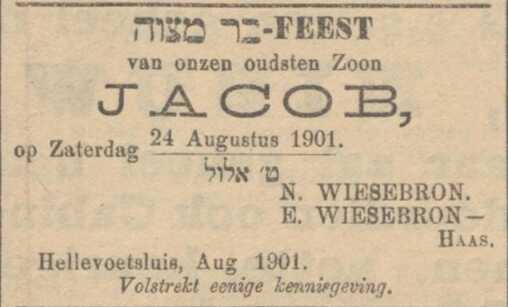 בר מצוה-FEEST
van onzen oudsten Zoon
JACOB,
op Zaterdag 24 Augustus 1901.
ט׳ אלול
N. WIESEBRON.
E. WIESEBRON—
HAAS.
Hellevoetsluis, Aug 1901.
Volstrekt eenige kennisgeving.